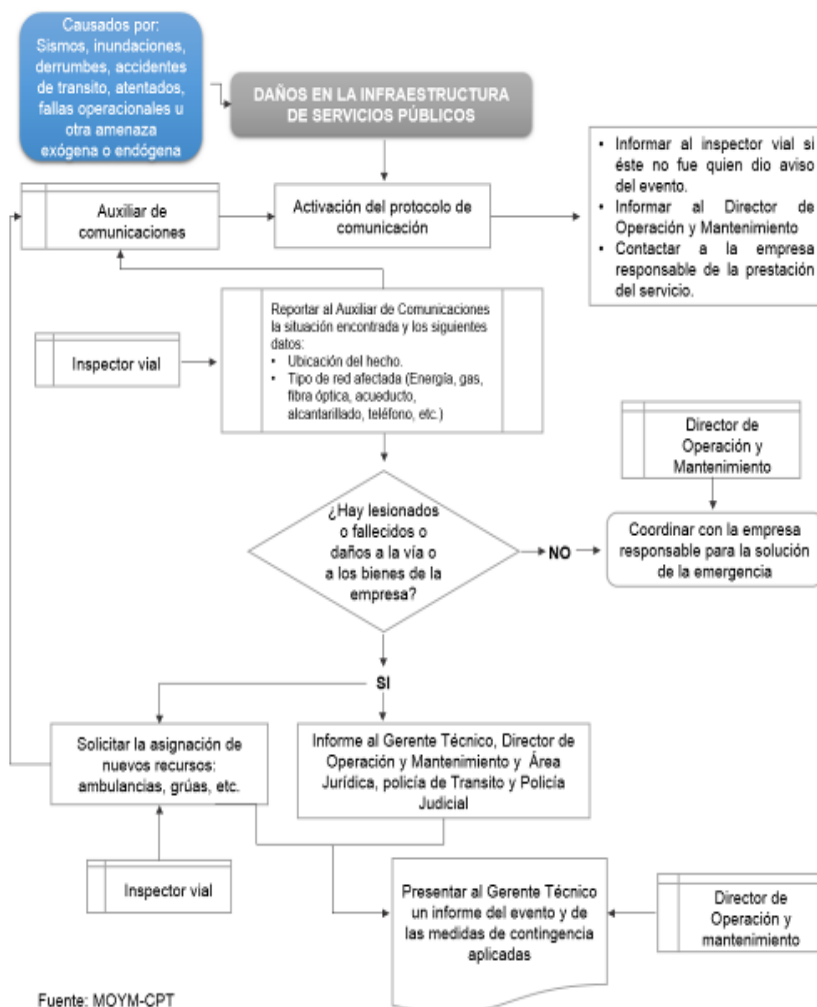 Causados por:
Sismos, inundaciones,
derrumbes, accidentes
de transito, atentados,
fallas operacionales u
otra amenaza
exógena o endógena
DAÑOS EN LA INFRAESTRUCTURA
DE SERVICIOS PÚBLICOS
Auxiliar de
comunicaciones
Activación del protocolo de
comunicación
• Informar al inspector vial si
éste no fue quien dio aviso
del evento.
• Informar al Director de
Operación y Mantenimiento
• Contactar a la empresa
responsable de la prestación
del servicio.
Inspector vial
Reportar al Auxiliar de Comunicaciones
la situación encontrada y los siguientes
datos:
• Ubicación del hecho.
• Tipo de red afectada (Energía, gas,
fibra óptica, acueducto,
alcantarillado, teléfono, etc.)
Director de
Operación y
Mantenimiento
¿Hay lesionados
o fallecidos o
daños a la vía o
a los bienes de la
empresa?
NO
Coordinar con la empresa
responsable para la solución
de la emergencia
SI
Solicitar la asignación de
nuevos recursos:
ambulancias, grúas, etc.
Informe al Gerente Técnico, Director de
Operación y Mantenimiento y Área
Jurídica, policía de Transito y Policía
Judicial
Inspector vial
Presentar al Gerente Técnico
un informe del evento y de
las medidas de contingencia
aplicadas
Director de
Operación y
mantenimiento
Fuente: MOYM-CPT